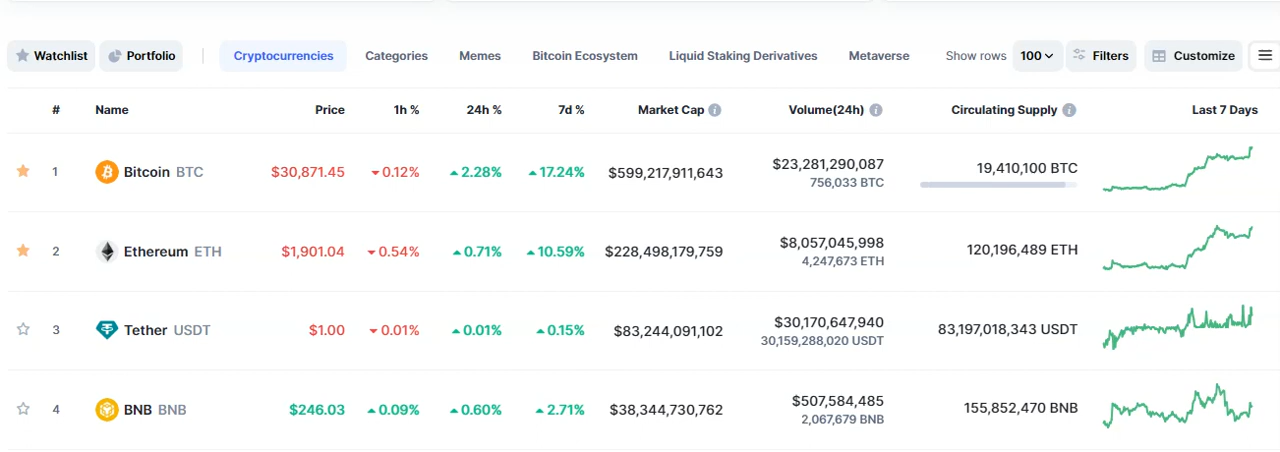 Watchlist Portfolio Cryptocurrencies Categories Memes Bitcoin Ecosystem Liquid Staking Derivatives Metaverse Show rows 100 Filters Customize
# Name Price 1h % 24h % 7d % Market Cap Volume(24h) Circulating Supply Last 7 Days
1 Bitcoin BTC $30,871.45 0.12% 2.28% 17.24% $599,217,911,643 $23,281,290,087 19,410,100 BTC
756,033 BTC
2 Ethereum ETH $1,901.04 0.54% 0.71% 10.59% $228,498,179,759 $8,057,045,998 120,196,489 ETH
4,247,673 ETH
3 Tether USDT $1.00 0.01% 0.01% 0.15% $83,244,091,102 $30,170,647,940 83,197,018,343 USDT
30,159,288,020 USDT
4 BNB BNB $246.03 0.09% 0.60% 2.71% $38,344,730,762 $507,584,485 155,852,470 BNB
2,067,679 BNB